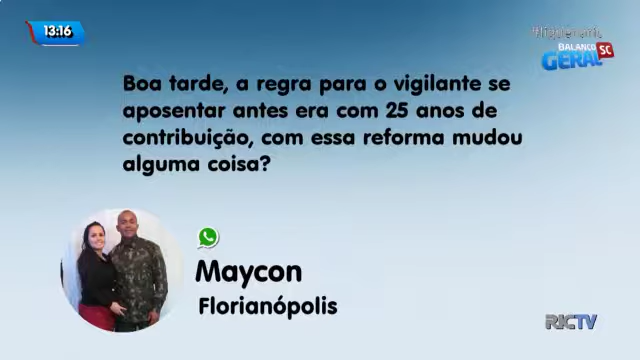 13:16
BALANÇO
GERAL SC
Boa tarde, a regra para o vigilante se
aposentar antes era com 25 anos de
contribuição, com essa reforma mudou
alguma coisa?
Maycon
Florianópolis
RICTV